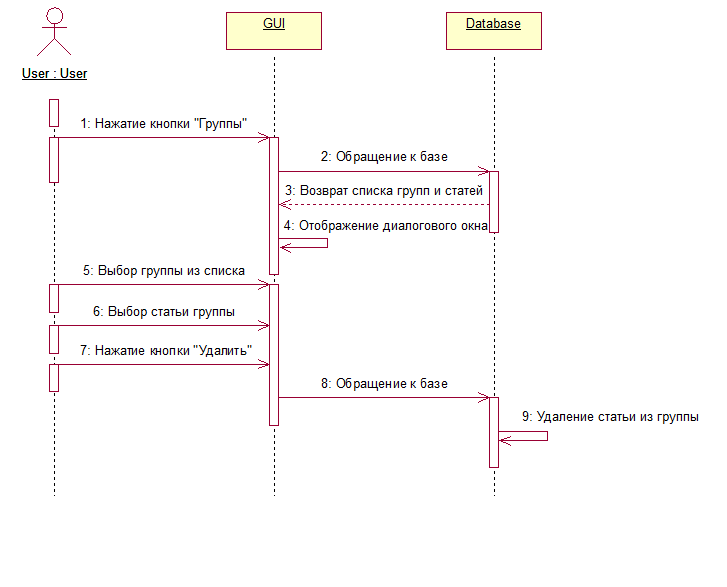 GUI
Database
User : User
1: Нажатие кнопки "Группы"
2: Обращение к базе
3: Возврат списка групп и статей
4: Отображение диалогового окна
5: Выбор группы из списка
6: Выбор статьи группы
7: Нажатие кнопки "Удалить"
8: Обращение к базе
9: Удаление статьи из группы